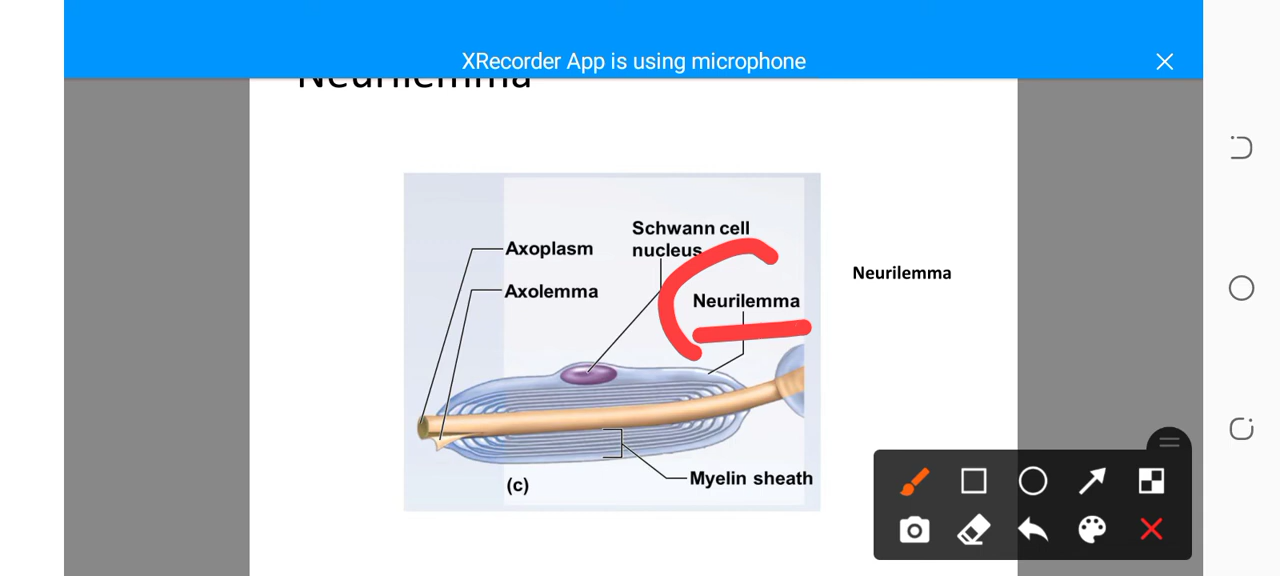 XRecorder App is using microphone
Neurilemma
Schwann cell
nucleus
Axoplasm
Axolemma
Neurilemma
Neurilemma
Myelin sheath
(c)